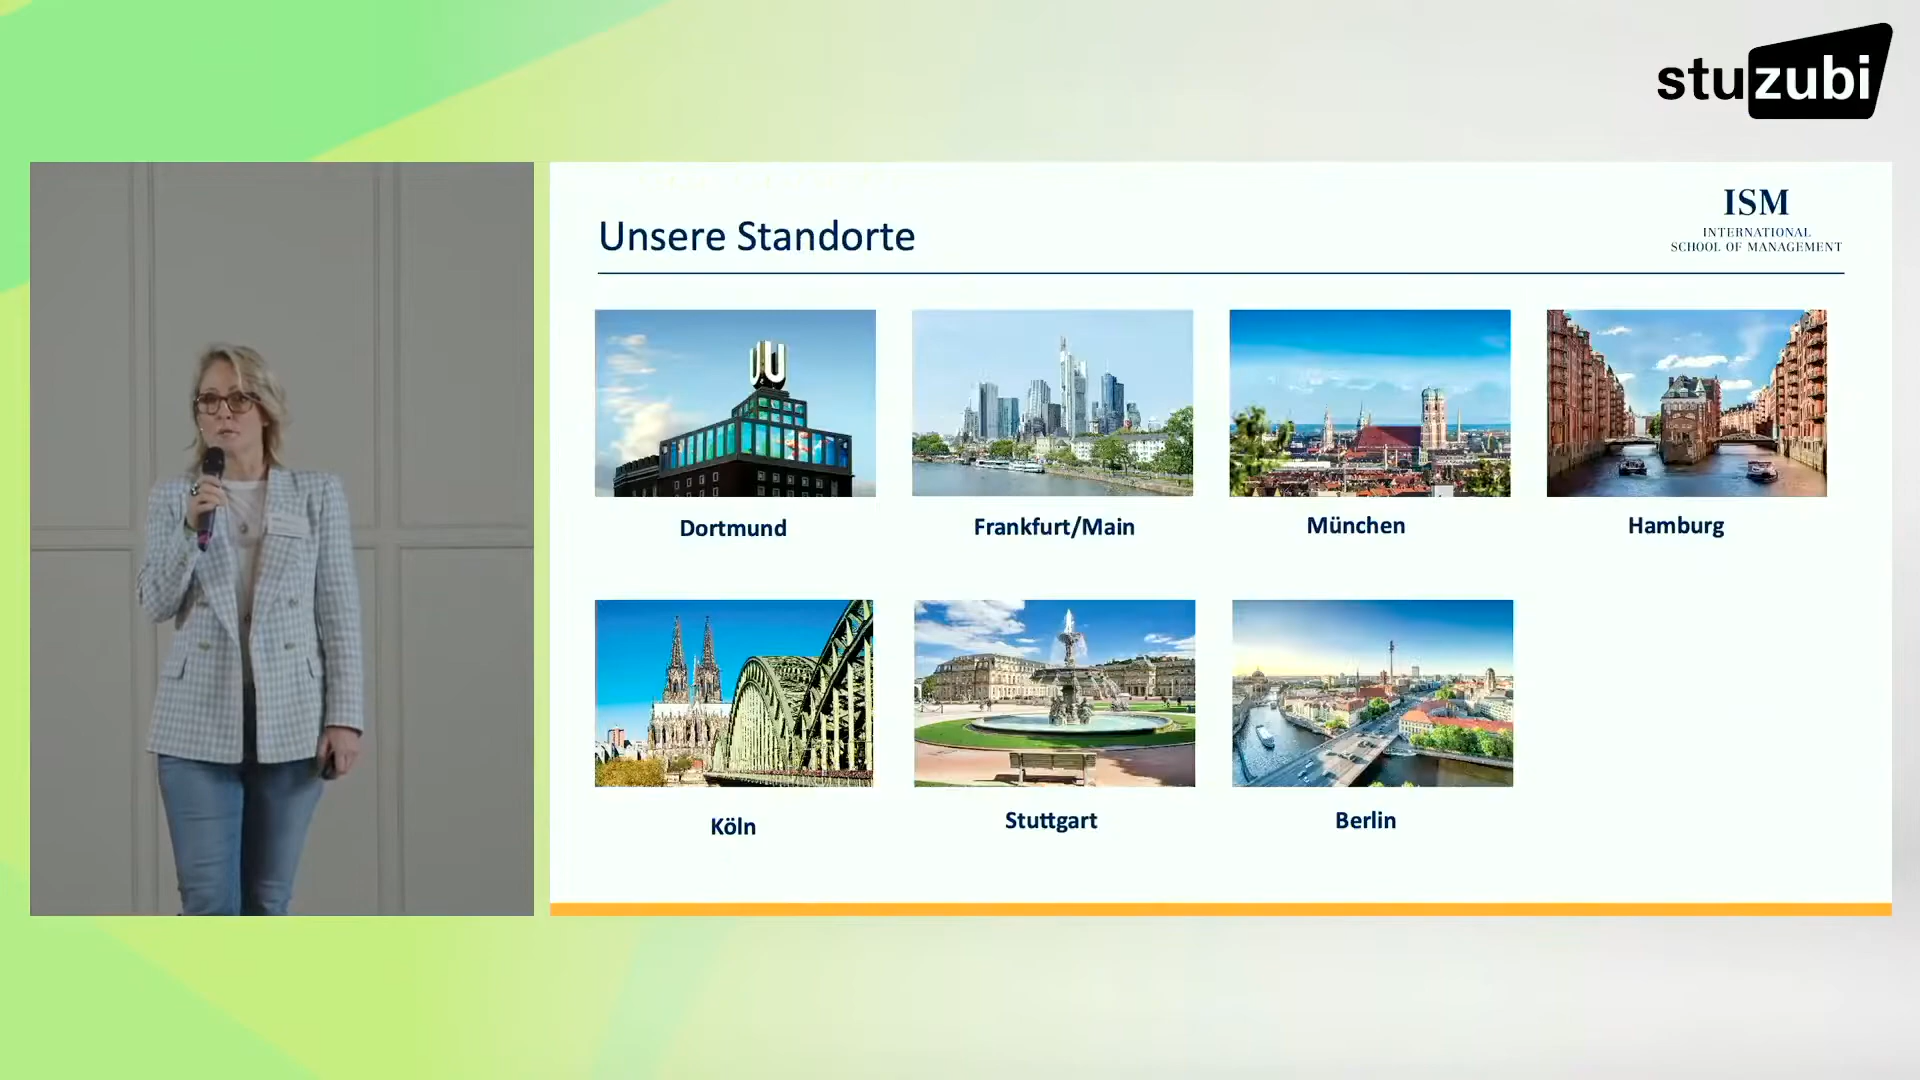 stuzubi
ISM
INTERNATIONAL
SCHOOL OF MANAGEMENT
Unsere Standorte
Dortmund
Frankfurt/Main
München
Hamburg
Köln
Stuttgart
Berlin